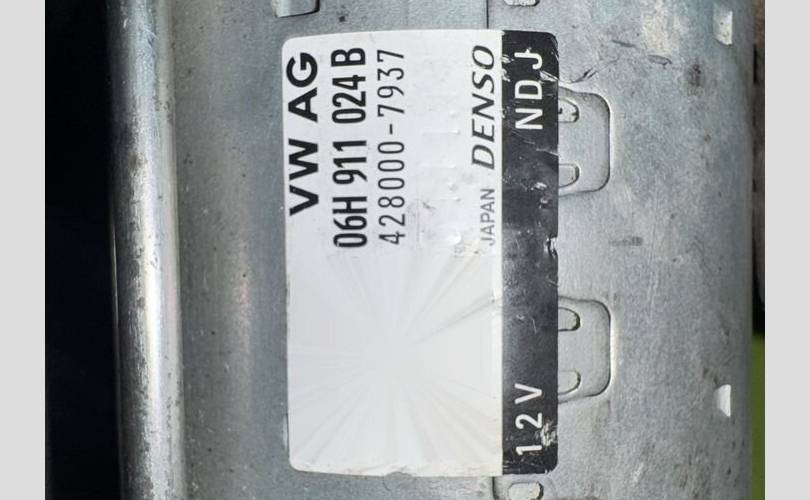 VW AG
06H 911 024 B
428000-7937
JAPAN DENSO
12V NDJ